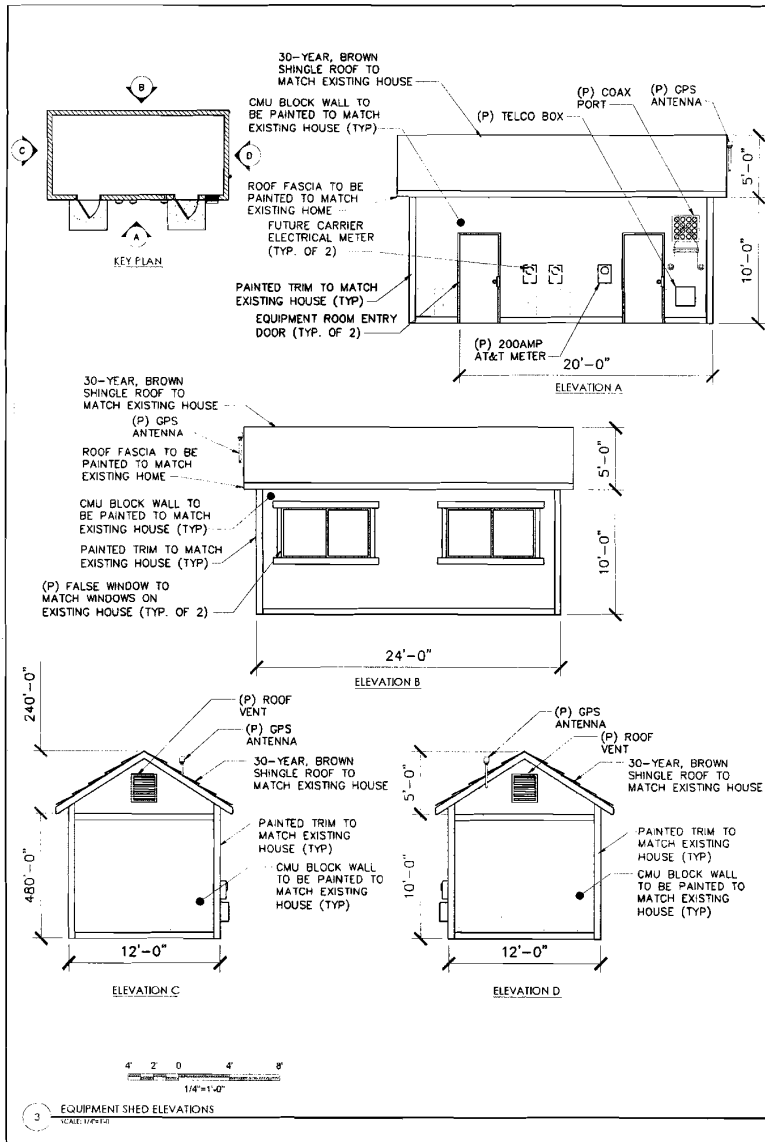 30-YEAR, BROWN
SHINGLE ROOF TO
MATCH EXISTING HOUSE
CMU BLOCK WALL TO
BE PAINTED TO MATCH
EXISTING HOUSE (TYP)
(P) TELCO BOX
(P) COAX
PORT
(P) GPS
ANTENNA
B
C
D
A
KEY PLAN
ROOF FASCIA TO BE
PAINTED TO MATCH
EXISTING HOME
FUTURE CARRIER
ELECTRICAL METER
(TYP. OF 2)
PAINTED TRIM TO MATCH
EXISTING HOUSE (TYP)
EQUIPMENT ROOM ENTRY
DOOR (TYP. OF 2)
(P) 200AMP
AT&T METER
5'-0"
10'-0"
20'-0"
ELEVATION A
30-YEAR, BROWN
SHINGLE ROOF TO
MATCH EXISTING HOUSE
(P) GPS
ANTENNA
ROOF FASCIA TO BE
PAINTED TO MATCH
EXISTING HOME
CMU BLOCK WALL TO
BE PAINTED TO MATCH
EXISTING HOUSE (TYP)
PAINTED TRIM TO MATCH
EXISTING HOUSE (TYP)
(P) FALSE WINDOW TO
MATCH WINDOWS ON
EXISTING HOUSE (TYP. OF 2)
5'-0"
10'-0"
24'-0"
ELEVATION B
240'-0"
480'-0"
(P) ROOF
VENT
(P) GPS
ANTENNA
30-YEAR, BROWN
SHINGLE ROOF TO
MATCH EXISTING HOUSE
PAINTED TRIM TO
MATCH EXISTING
HOUSE (TYP)
CMU BLOCK WALL
TO BE PAINTED TO
MATCH EXISTING
HOUSE (TYP)
12'-0"
ELEVATION C
(P) GPS
ANTENNA
(P) ROOF
VENT
30-YEAR, BROWN
SHINGLE ROOF TO
MATCH EXISTING HOUSE
5'-0"
10'-0"
PAINTED TRIM TO
MATCH EXISTING
HOUSE (TYP)
CMU BLOCK WALL
TO BE PAINTED TO
MATCH EXISTING
HOUSE (TYP)
12'-0"
ELEVATION D
4' 2' 0 4' 8'
1/4"=1'-0"
3
EQUIPMENT SHED ELEVATIONS
SCALE: 1/4"=1'-0